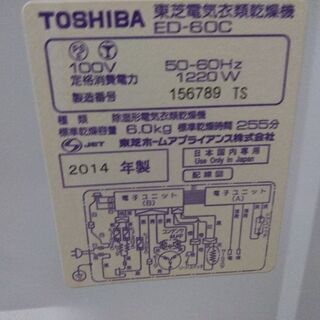 TOSHIBA 東芝電気衣類乾燥機
ED-60C
PS E
100V 50-60Hz
定格消費電力 1220W
製造番号 156789 TS
種類 除湿形電気衣類乾燥機
標準乾燥容量 6.0kg 標準乾燥時間 255分
S-JET 東芝ホームアプライアンス株式会社
2014 年製
日本国内専用
Use Only in Japan
配線図
電子ユニット (B)
電子ユニット (A)